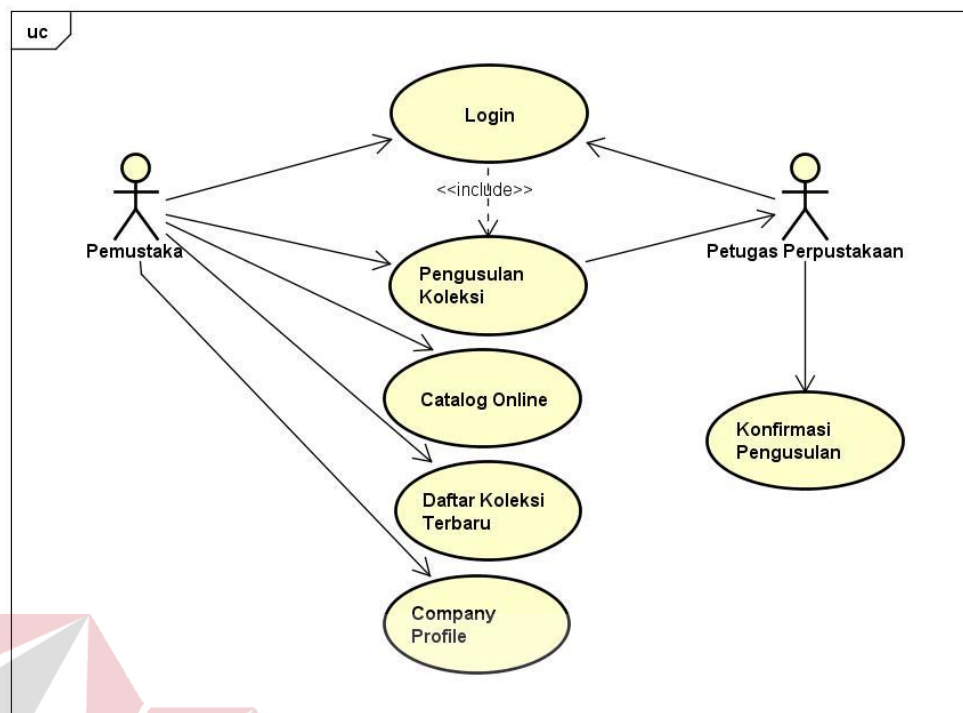 uc
Login
<<include>>
Pemustaka
Petugas Perpustakaan
Pengusulan
Koleksi
Catalog Online
Konfirmasi
Pengusulan
Daftar Koleksi
Terbaru
Company
Profile